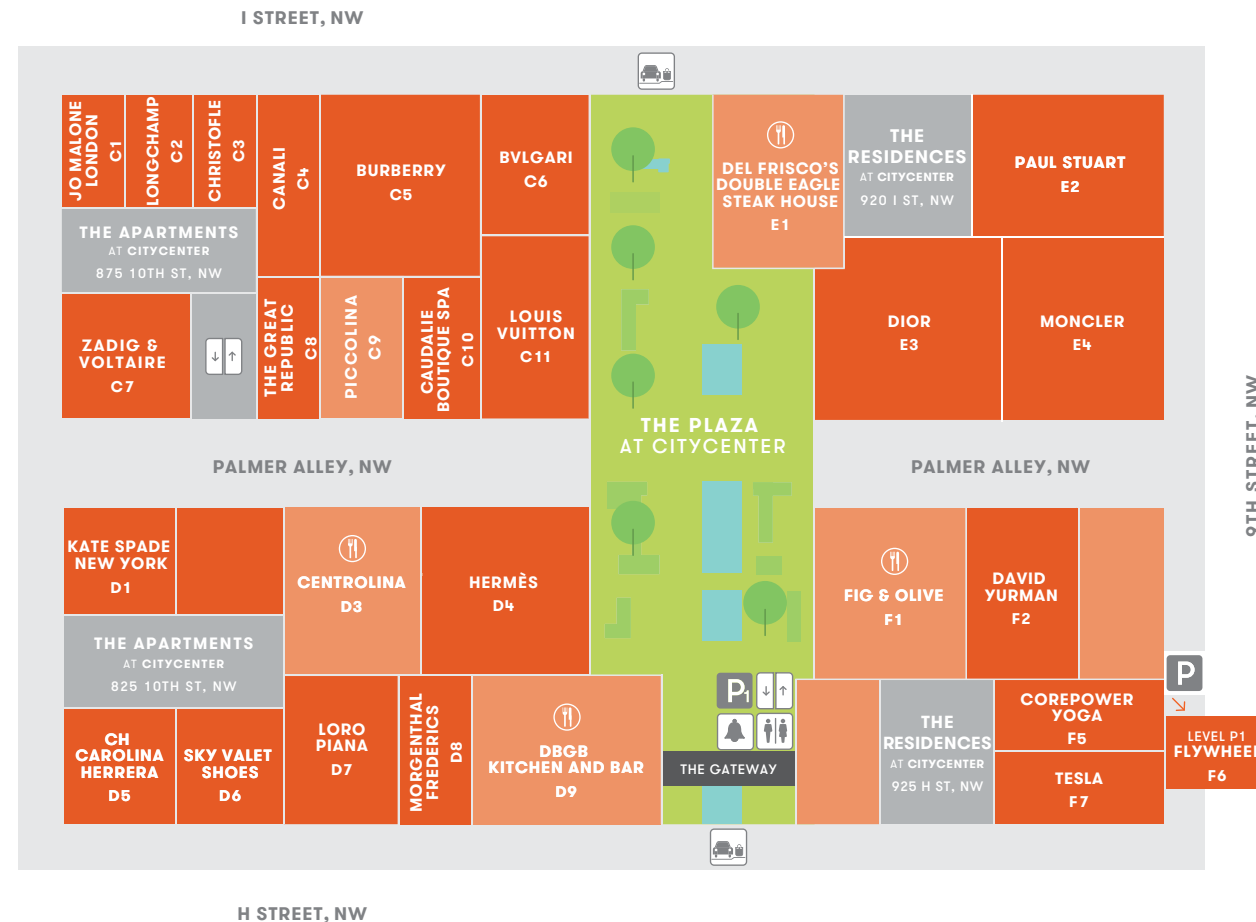 I STREET, NW
JO MALONE
LONDON
C1
LONGCHAMP
C2
CHRISTOFLE
C3
CANALI
C4
BURBERRY
C5
BVLGARI
C6
DEL FRISCO'S
DOUBLE EAGLE
STEAK HOUSE
E1
THE
RESIDENCES
AT CITYCENTER
920 I ST, NW
PAUL STUART
E2
THE APARTMENTS
AT CITYCENTER
875 10TH ST, NW
ZADIG &
VOLTAIRE
C7
THE GREAT
REPUBLIC
C8
PICCOLINA
C9
CAUDALIE
BOUTIQUE SPA
C10
LOUIS
VUITTON
C11
DIOR
E3
MONCLER
E4
THE PLAZA
AT CITYCENTER
PALMER ALLEY, NW
PALMER ALLEY, NW
9TH STREET, NW
KATE SPADE
NEW YORK
D1
CENTROLINA
D3
HERMÈS
D4
FIG & OLIVE
F1
DAVID
YURMAN
F2
THE APARTMENTS
AT CITYCENTER
825 10TH ST, NW
CH
CAROLINA
HERRERA
D5
SKY VALET
SHOES
D6
LORO
PIANA
D7
MORGENTHAL
FREDERICS
D8
DBGB
KITCHEN AND BAR
D9
P1
THE GATEWAY
THE
RESIDENCES
AT CITYCENTER
925 H ST, NW
COREPOWER
YOGA
F5
TESLA
F7
P
LEVEL P1
FLYWHEEL
F6
H STREET, NW